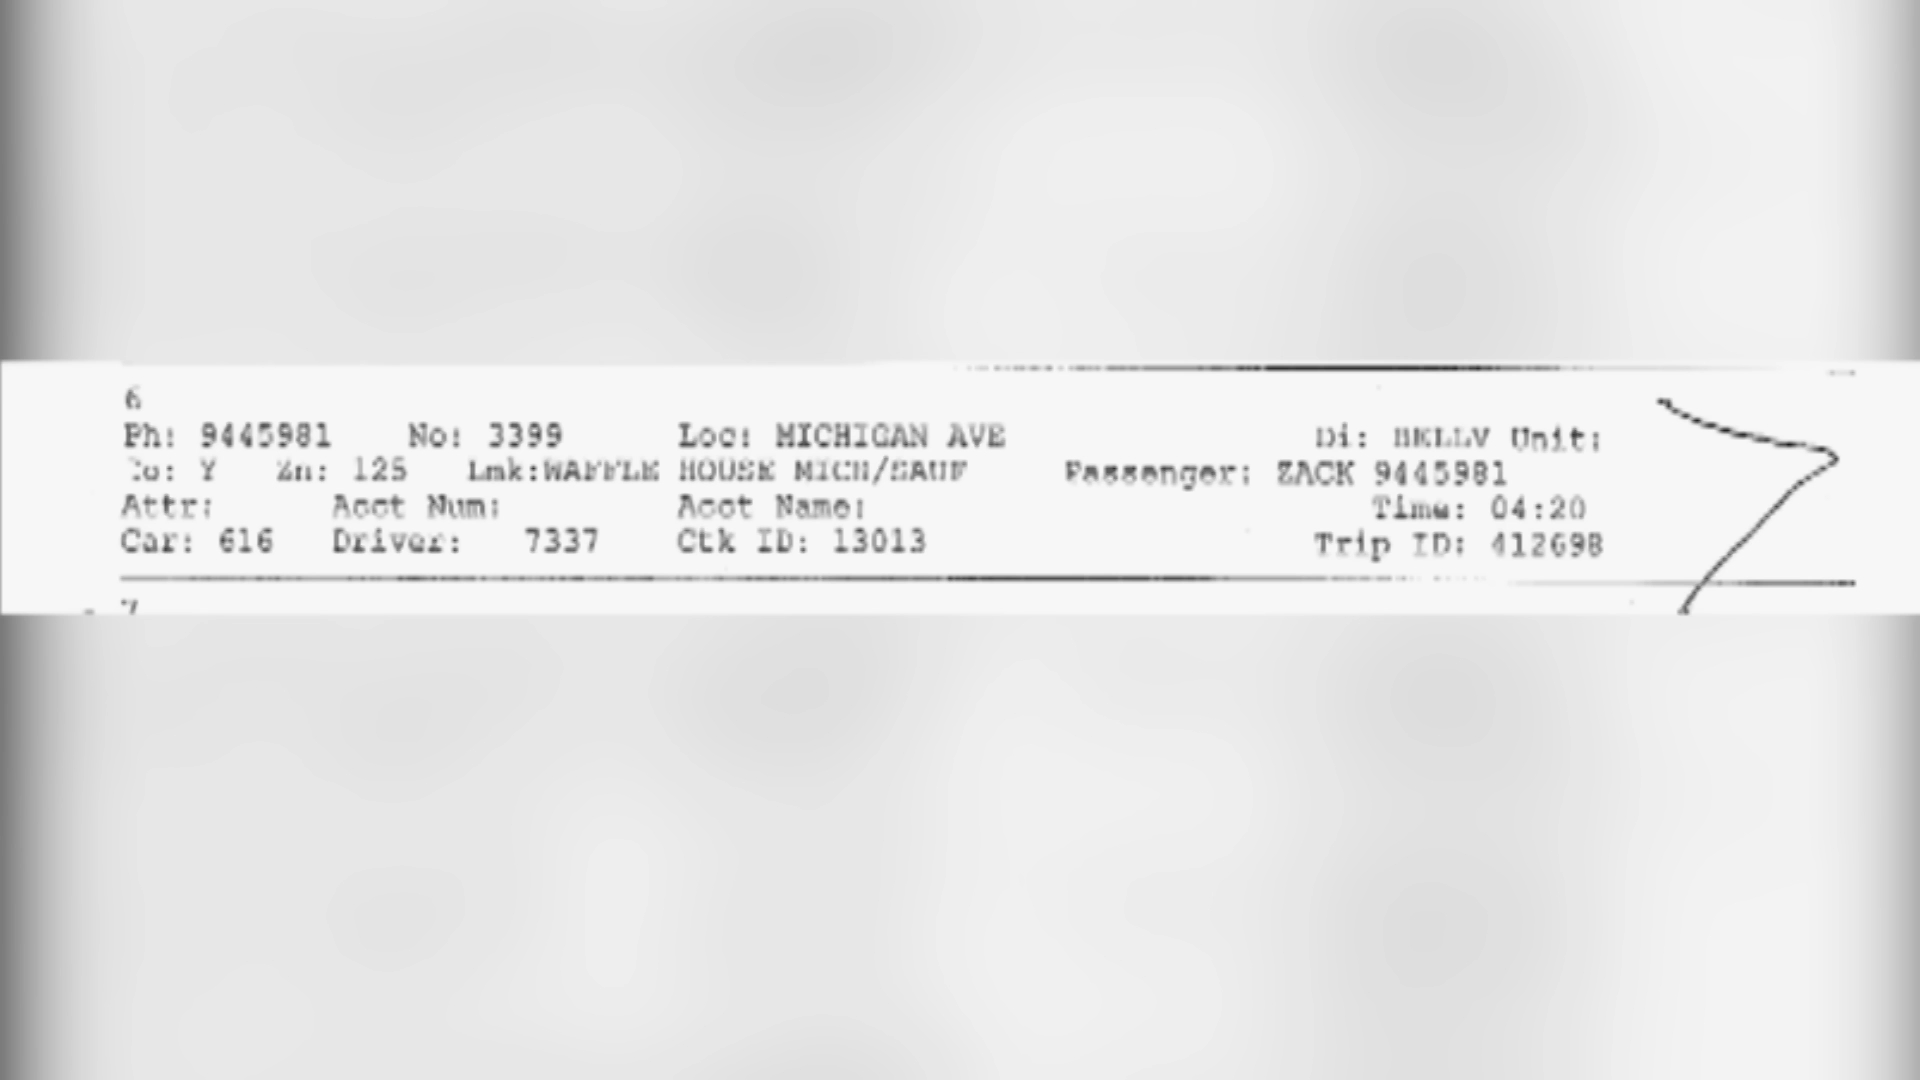 6
Ph: 9445981 No: 3399 Loc: MICHIGAN AVE Di: BELLV Unit:
Co: Y Zn: 125 Lmk:WAFFLE HOUSE MICH/SAUF Passenger: ZACK 9445981
Attr: Acct Num: Acct Name: Time: 04:20
Car: 616 Driver: 7337 Ctk ID: 13013 Trip ID: 412698
7